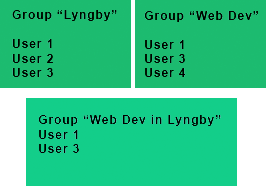 Group “Lyngby”
User 1
User 2
User 3
Group “Web Dev”
User 1
User 3
User 4
Group “Web Dev in Lyngby”
User 1
User 3